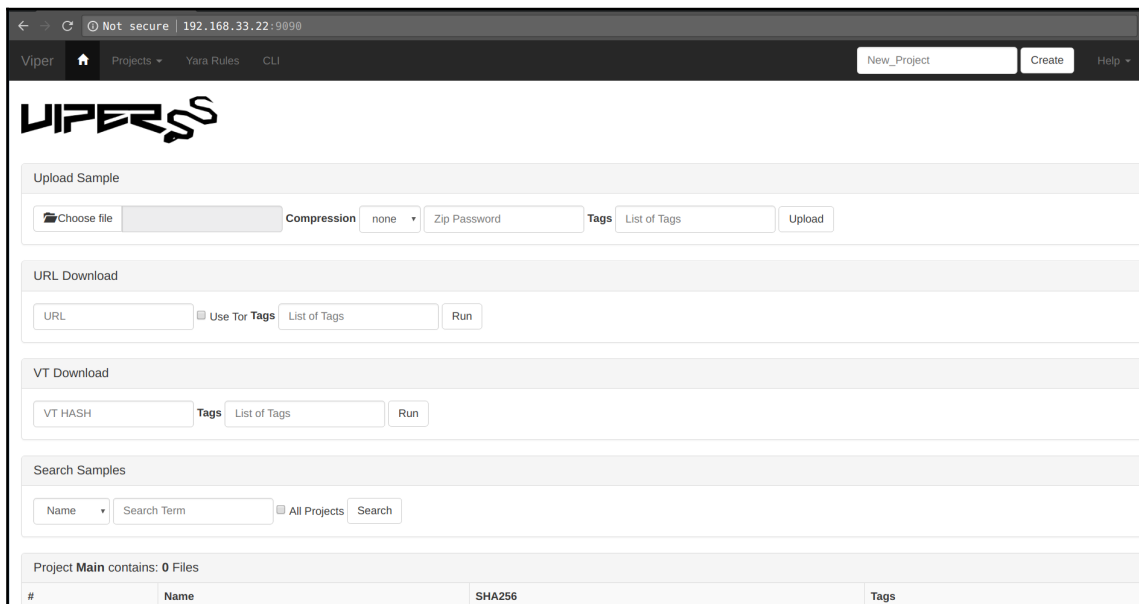 Not secure | 192.168.33.22:9090
Viper Projects Yara Rules CLI New_Project Create Help
VIPER
Upload Sample
Choose file Compression none Zip Password Tags List of Tags Upload
URL Download
URL Use Tor Tags List of Tags Run
VT Download
VT HASH Tags List of Tags Run
Search Samples
Name Search Term All Projects Search
Project Main contains: 0 Files
# Name SHA256 Tags